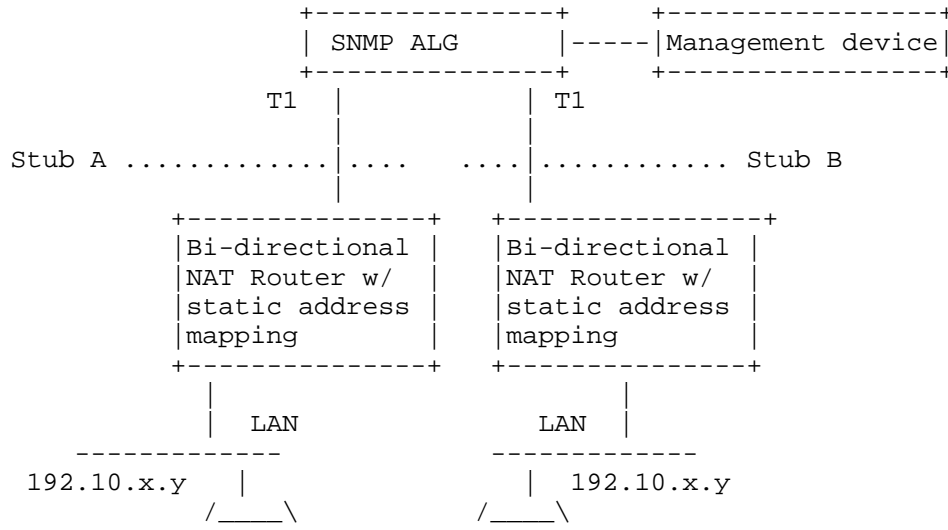 SNMP ALG Management device
T1 T1
Stub A ............. .... .... ............ Stub B
Bi-directional Bi-directional
NAT Router w/ NAT Router w/
static address static address
mapping mapping
LAN LAN
192.10.x.y 192.10.x.y